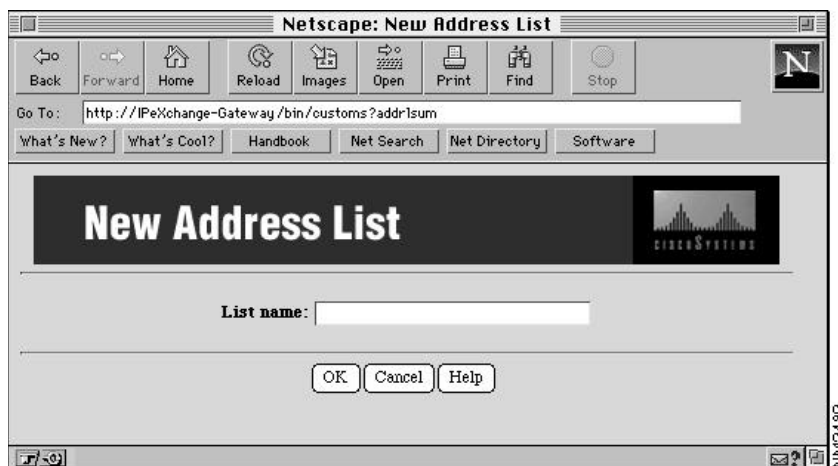 Netscape: New Address List
Back Forward Home Reload Images Open Print Find Stop
N
Go To: http://IPeXchange-Gateway/bin/customs?addrlsum
What's New? What's Cool? Handbook Net Search Net Directory Software
New Address List
CISCO SYSTEMS
List name:
OK Cancel Help